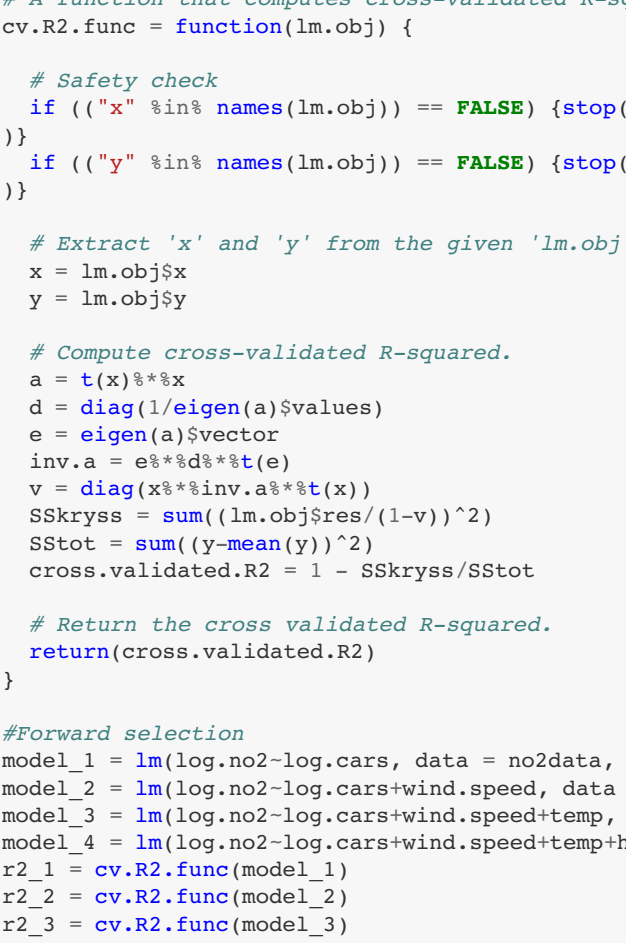 # A function that computes cross-validated R-sq
cv.R2.func = function(lm.obj) {
# Safety check
if (("x" %in% names(lm.obj)) == FALSE) {stop(
)}
if (("y" %in% names(lm.obj)) == FALSE) {stop(
)}
# Extract 'x' and 'y' from the given 'lm.obj
x = lm.obj$x
y = lm.obj$y
# Compute cross-validated R-squared.
a = t(x)%*%x
d = diag(1/eigen(a)$values)
e = eigen(a)$vector
inv.a = e%*%d%*%t(e)
v = diag(x%*%inv.a%*%t(x))
SSkryss = sum((lm.obj$res/(1-v))^2)
SStot = sum((y-mean(y))^2)
cross.validated.R2 = 1 - SSkryss/SStot
# Return the cross validated R-squared.
return(cross.validated.R2)
}
#Forward selection
model_1 = lm(log.no2~log.cars, data = no2data,
model_2 = lm(log.no2~log.cars+wind.speed, data
model_3 = lm(log.no2~log.cars+wind.speed+temp,
model_4 = lm(log.no2~log.cars+wind.speed+temp+h
r2_1 = cv.R2.func(model_1)
r2_2 = cv.R2.func(model_2)
r2_3 = cv.R2.func(model_3)